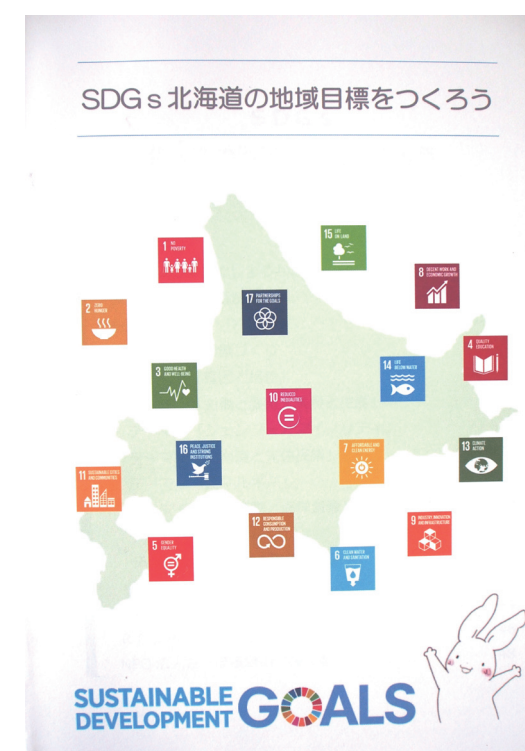 SDGｓ北海道の地域目標をつくろう
15 LIFE
ON LAND
1 NO
POVERTY
8 DECENT WORK AND
ECONOMIC GROWTH
17 PARTNERSHIPS
FOR THE GOALS
2 ZERO
HUNGER
4 QUALITY
EDUCATION
14 LIFE
BELOW WATER
3 GOOD HEALTH
AND WELL-BEING
10 REDUCED
INEQUALITIES
16 PEACE, JUSTICE
AND STRONG
INSTITUTIONS
7 AFFORDABLE AND
CLEAN ENERGY
13 CLIMATE
ACTION
11 SUSTAINABLE CITIES
AND COMMUNITIES
12 RESPONSIBLE
CONSUMPTION
AND PRODUCTION
9 INDUSTRY, INNOVATION
AND INFRASTRUCTURE
5 GENDER
EQUALITY
6 CLEAN WATER
AND SANITATION
SUSTAINABLE
DEVELOPMENT GOALS